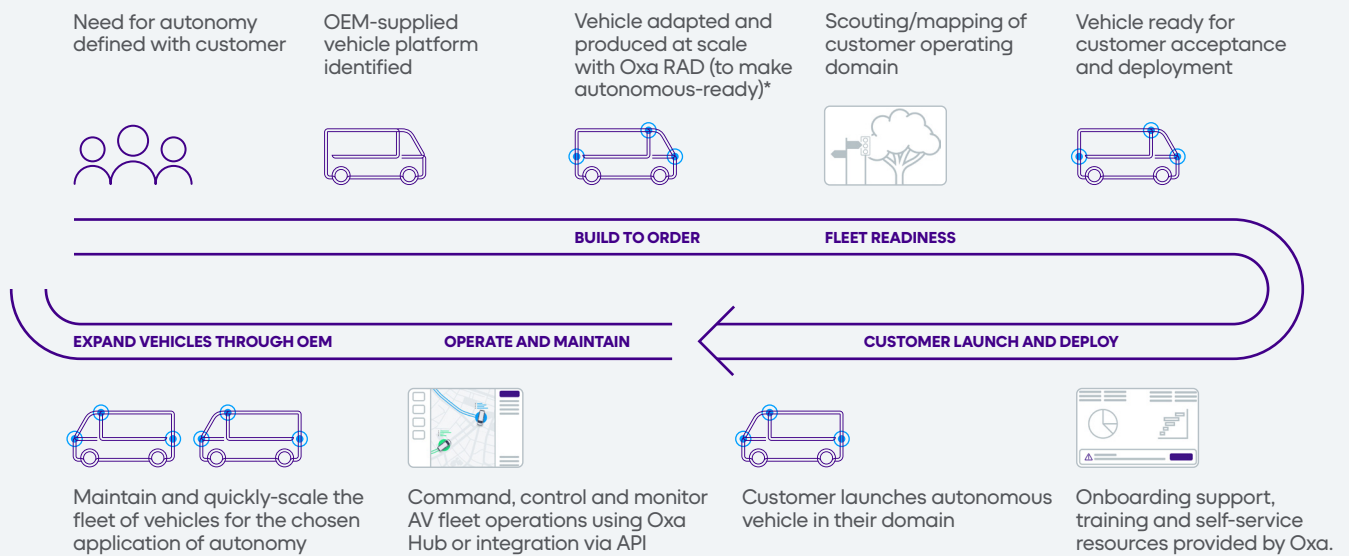 Need for autonomy
defined with customer
OEM-supplied
vehicle platform
identified
Vehicle adapted and
produced at scale
with Oxa RAD (to make
autonomous-ready)*
Scouting/mapping of
customer operating
domain
Vehicle ready for
customer acceptance
and deployment
BUILD TO ORDER
FLEET READINESS
EXPAND VEHICLES THROUGH OEM
OPERATE AND MAINTAIN
CUSTOMER LAUNCH AND DEPLOY
Maintain and quickly-scale the
fleet of vehicles for the chosen
application of autonomy
Command, control and monitor
AV fleet operations using Oxa
Hub or integration via API
Customer launches autonomous
vehicle in their domain
Onboarding support,
training and self-service
resources provided by Oxa.